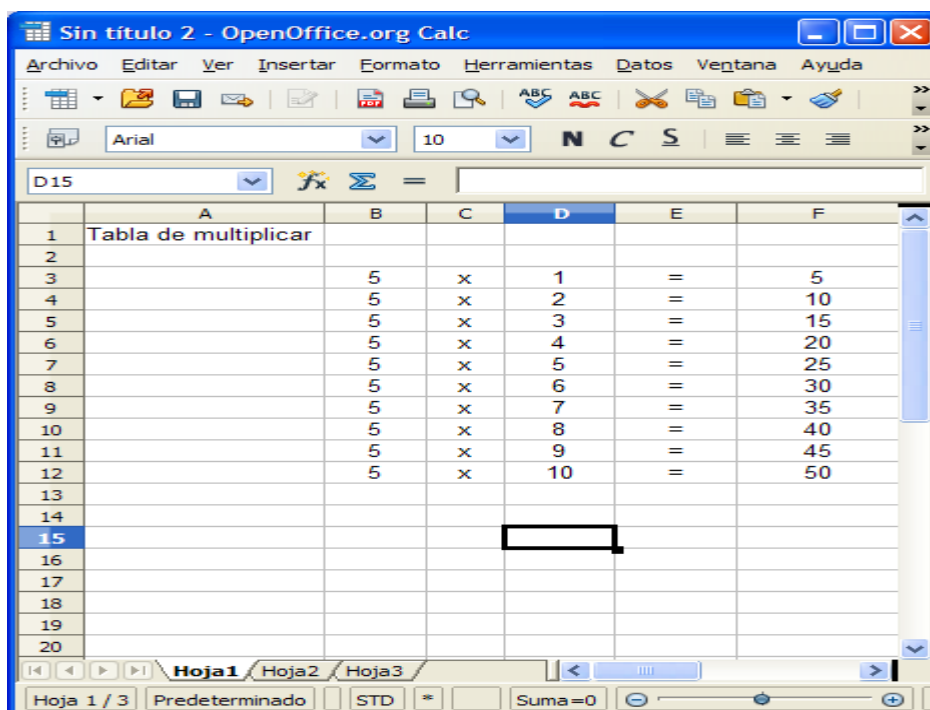 Sin título 2 - OpenOffice.org Calc
Archivo Editar Ver Insertar Formato Herramientas Datos Ventana Ayuda
PDF ABC ABC
Arial 10 N C S
D15 fx Σ =
A B C D E F
1 Tabla de multiplicar
2
3 5 x 1 = 5
4 5 x 2 = 10
5 5 x 3 = 15
6 5 x 4 = 20
7 5 x 5 = 25
8 5 x 6 = 30
9 5 x 7 = 35
10 5 x 8 = 40
11 5 x 9 = 45
12 5 x 10 = 50
13
14
15
16
17
18
19
20
Hoja1 Hoja2 Hoja3
Hoja 1 / 3 Predeterminado STD * Suma=0